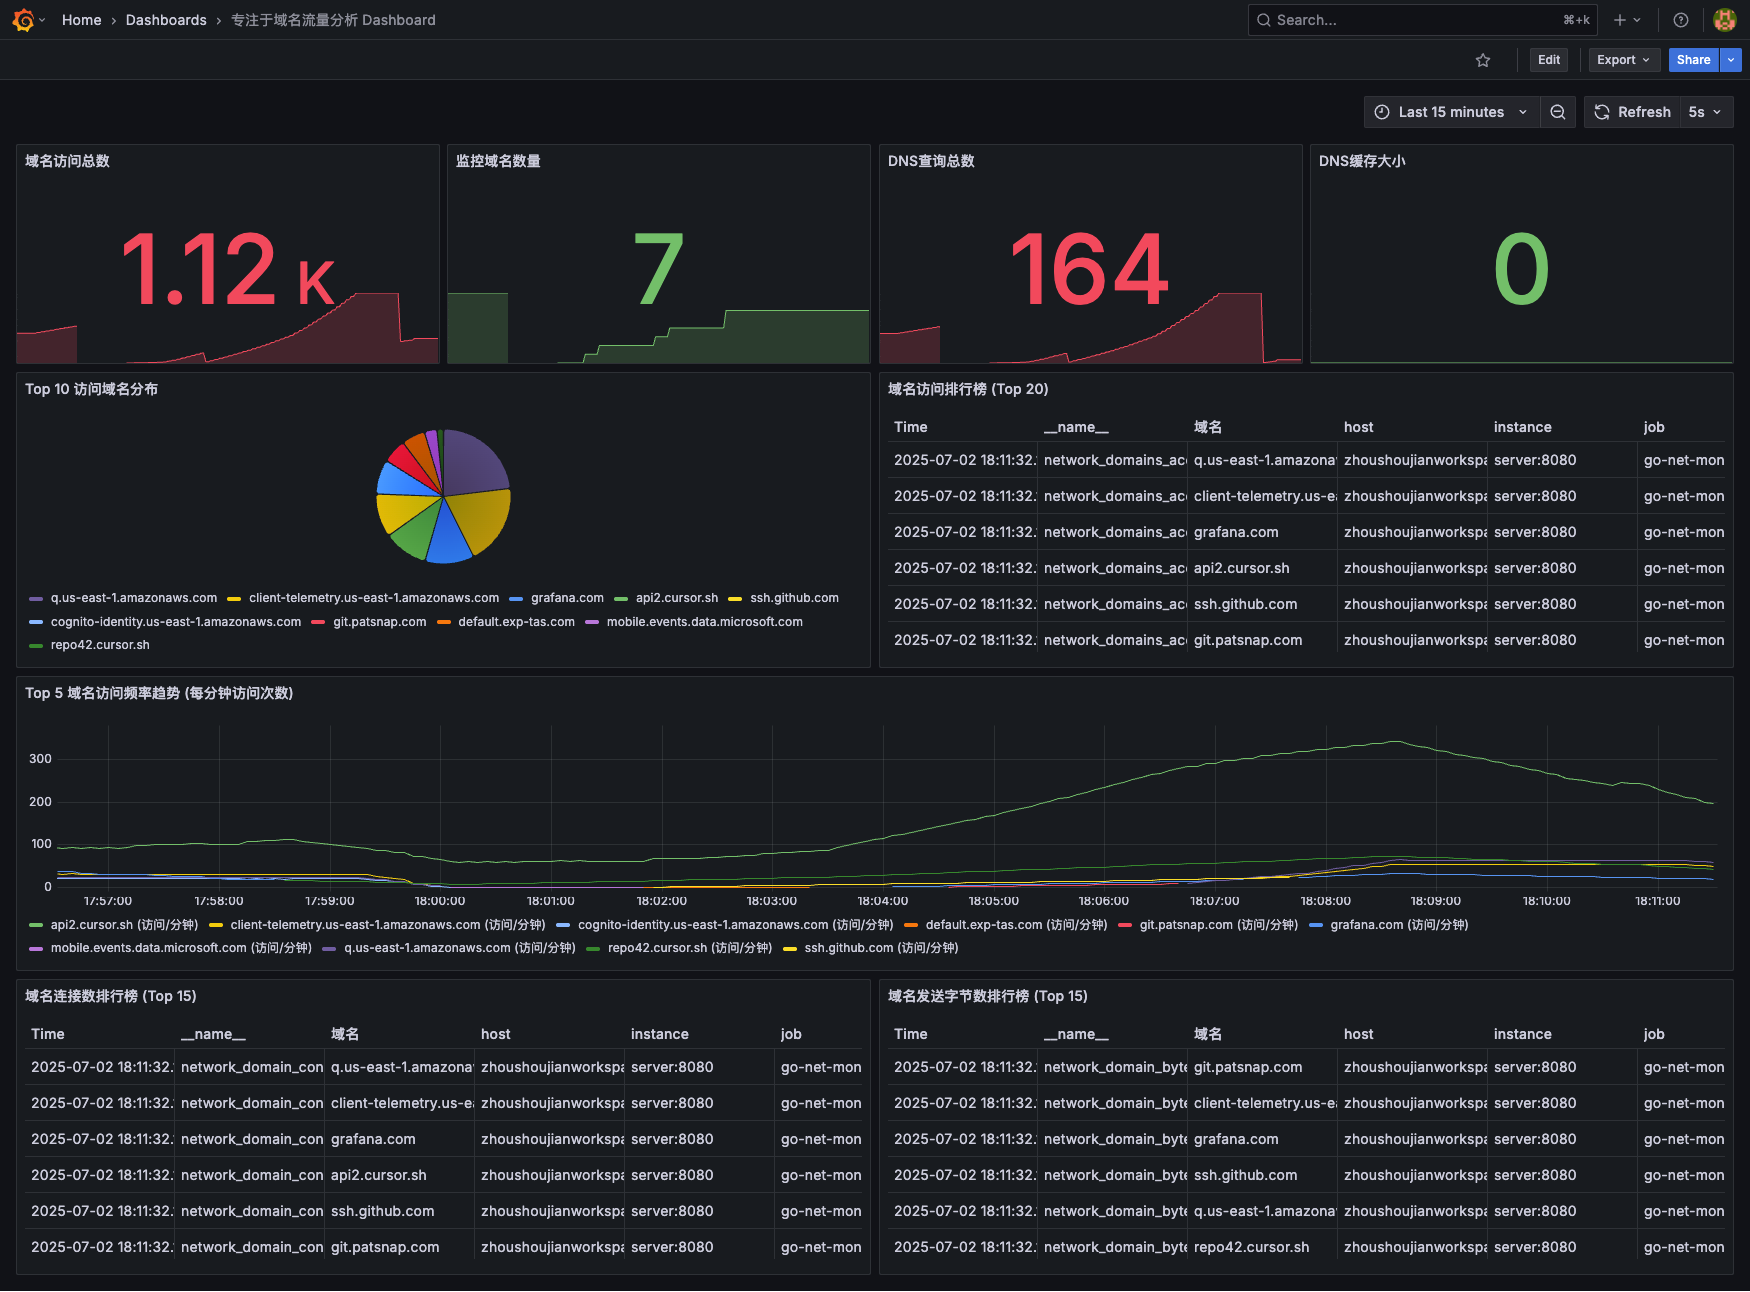 Home › Dashboards › 专注于域名流量分析 Dashboard
Search... ⌘+k
Edit Export Share
Last 15 minutes Refresh 5s
域名访问总数 监控域名数量 DNS查询总数 DNS缓存大小
1.12 K 7 164 0
Top 10 访问域名分布
q.us-east-1.amazonaws.com client-telemetry.us-east-1.amazonaws.com grafana.com api2.cursor.sh ssh.github.com
cognito-identity.us-east-1.amazonaws.com git.patsnap.com default.exp-tas.com mobile.events.data.microsoft.com
repo42.cursor.sh
域名访问排行榜 (Top 20)
Time __name__ 域名 host instance job
2025-07-02 18:11:32. network_domains_acc q.us-east-1.amazona zhoushoujianworkspa server:8080 go-net-mon
2025-07-02 18:11:32. network_domains_acc client-telemetry.us-ea zhoushoujianworkspa server:8080 go-net-mon
2025-07-02 18:11:32. network_domains_acc grafana.com zhoushoujianworkspa server:8080 go-net-mon
2025-07-02 18:11:32. network_domains_acc api2.cursor.sh zhoushoujianworkspa server:8080 go-net-mon
2025-07-02 18:11:32. network_domains_acc ssh.github.com zhoushoujianworkspa server:8080 go-net-mon
2025-07-02 18:11:32. network_domains_acc git.patsnap.com zhoushoujianworkspa server:8080 go-net-mon
Top 5 域名访问频率趋势 (每分钟访问次数)
300
200
100
0
17:57:00 17:58:00 17:59:00 18:00:00 18:01:00 18:02:00 18:03:00 18:04:00 18:05:00 18:06:00 18:07:00 18:08:00 18:09:00 18:10:00 18:11:00
api2.cursor.sh (访问/分钟) client-telemetry.us-east-1.amazonaws.com (访问/分钟) cognito-identity.us-east-1.amazonaws.com (访问/分钟) default.exp-tas.com (访问/分钟) git.patsnap.com (访问/分钟) grafana.com (访问/分钟)
mobile.events.data.microsoft.com (访问/分钟) q.us-east-1.amazonaws.com (访问/分钟) repo42.cursor.sh (访问/分钟) ssh.github.com (访问/分钟)
域名连接数排行榜 (Top 15)
Time __name__ 域名 host instance job
2025-07-02 18:11:32. network_domain_con q.us-east-1.amazona zhoushoujianworkspa server:8080 go-net-mon
2025-07-02 18:11:32. network_domain_con client-telemetry.us-ea zhoushoujianworkspa server:8080 go-net-mon
2025-07-02 18:11:32. network_domain_con grafana.com zhoushoujianworkspa server:8080 go-net-mon
2025-07-02 18:11:32. network_domain_con api2.cursor.sh zhoushoujianworkspa server:8080 go-net-mon
2025-07-02 18:11:32. network_domain_con ssh.github.com zhoushoujianworkspa server:8080 go-net-mon
2025-07-02 18:11:32. network_domain_con git.patsnap.com zhoushoujianworkspa server:8080 go-net-mon
域名发送字节数排行榜 (Top 15)
Time __name__ 域名 host instance job
2025-07-02 18:11:32. network_domain_byte git.patsnap.com zhoushoujianworkspa server:8080 go-net-mon
2025-07-02 18:11:32. network_domain_byte client-telemetry.us-ea zhoushoujianworkspa server:8080 go-net-mon
2025-07-02 18:11:32. network_domain_byte grafana.com zhoushoujianworkspa server:8080 go-net-mon
2025-07-02 18:11:32. network_domain_byte ssh.github.com zhoushoujianworkspa server:8080 go-net-mon
2025-07-02 18:11:32. network_domain_byte q.us-east-1.amazona zhoushoujianworkspa server:8080 go-net-mon
2025-07-02 18:11:32. network_domain_byte repo42.cursor.sh zhoushoujianworkspa server:8080 go-net-mon